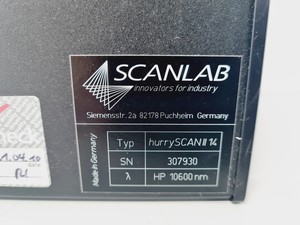 SCANLAB
innovators for industry
Siemensstr. 2a 82178 Puchheim Germany
Made in Germany
Typ hurrySCAN II 14
SN 307930
λ HP 10600 nm